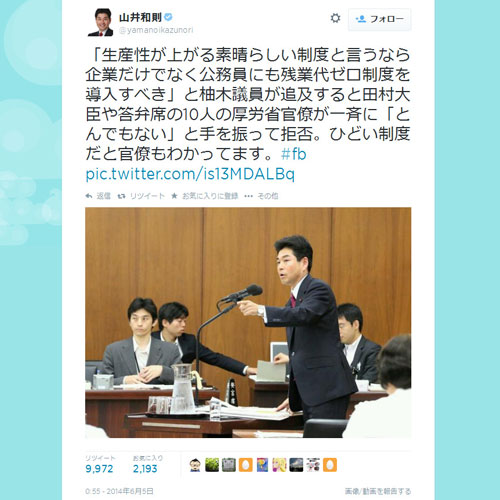 山井和則
@yamanoikazunori
フォロー
「生産性が上がる素晴らしい制度と言うなら
企業だけでなく公務員にも残業代ゼロ制度を
導入すべき」と柚木議員が追及すると田村大
臣や答弁席の10人の厚労省官僚が一斉に「と
んでもない」と手を振って拒否。ひどい制度
だと官僚もわかってます。#fb
pic.twitter.com/is13MDALBq
返信 リツイート お気に入りに登録 その他
リツイート お気に入り
9,972 2,193
0:55 - 2014年6月5日
画像/動画を報告する